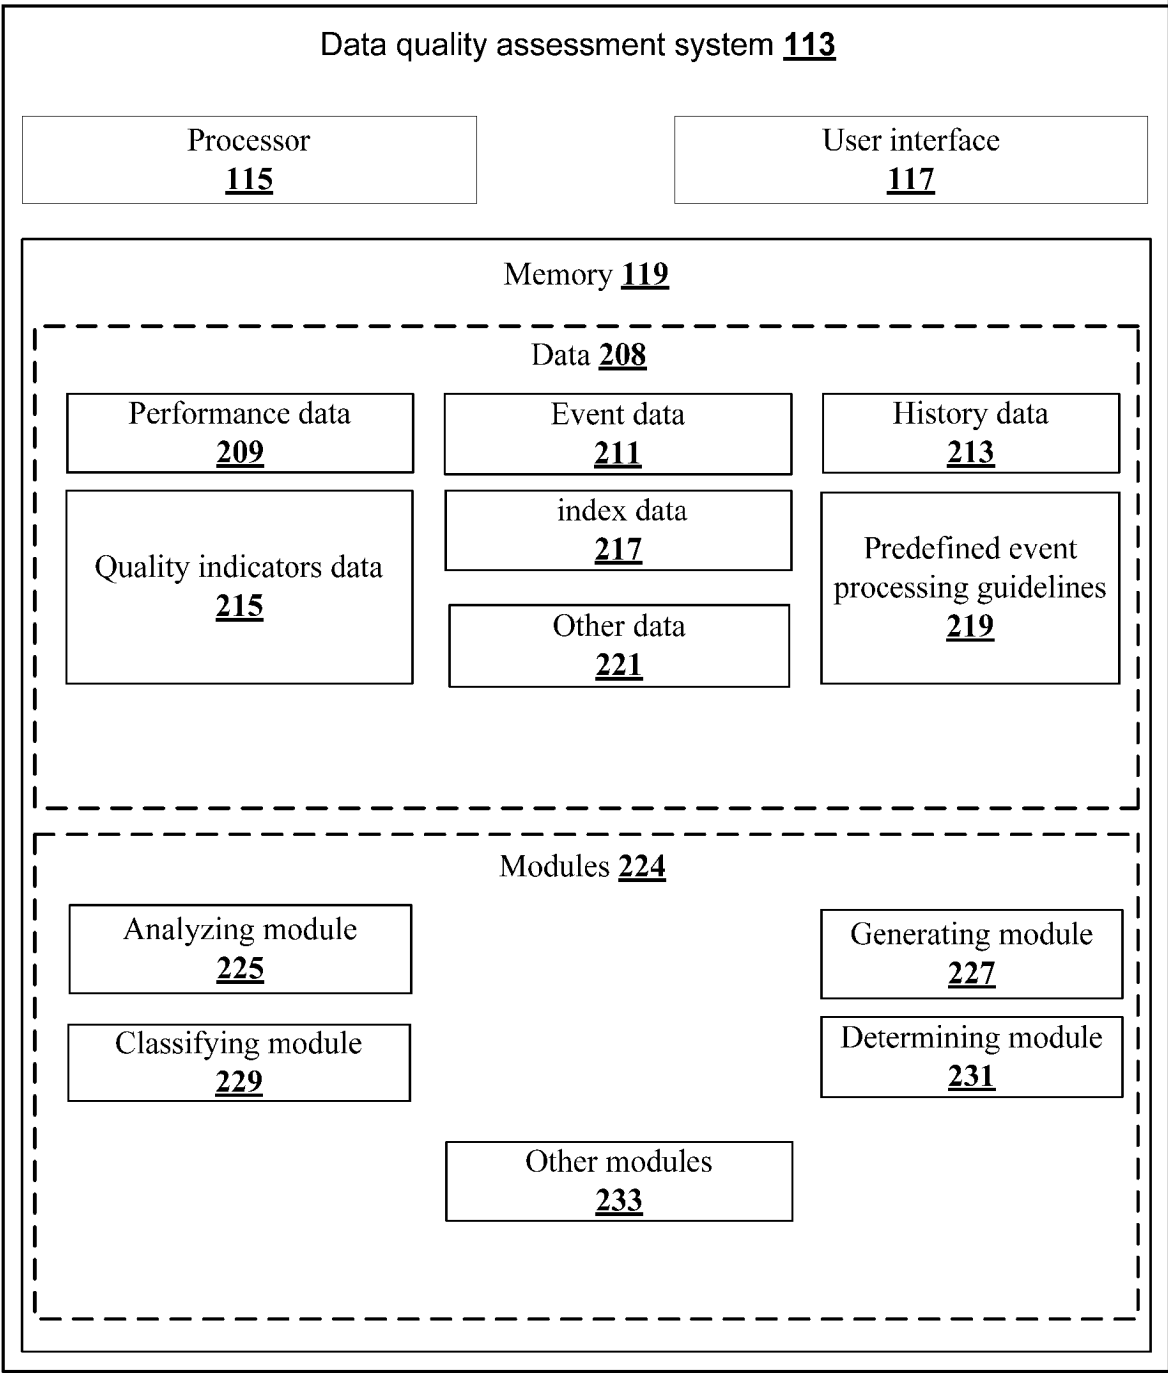 Data quality assessment system 113
Processor
115
User interface
117
Memory 119
Data 208
Performance data
209
Event data
211
History data
213
Quality indicators data
215
index data
217
Predefined event
processing guidelines
219
Other data
221
Modules 224
Analyzing module
225
Generating module
227
Classifying module
229
Determining module
231
Other modules
233